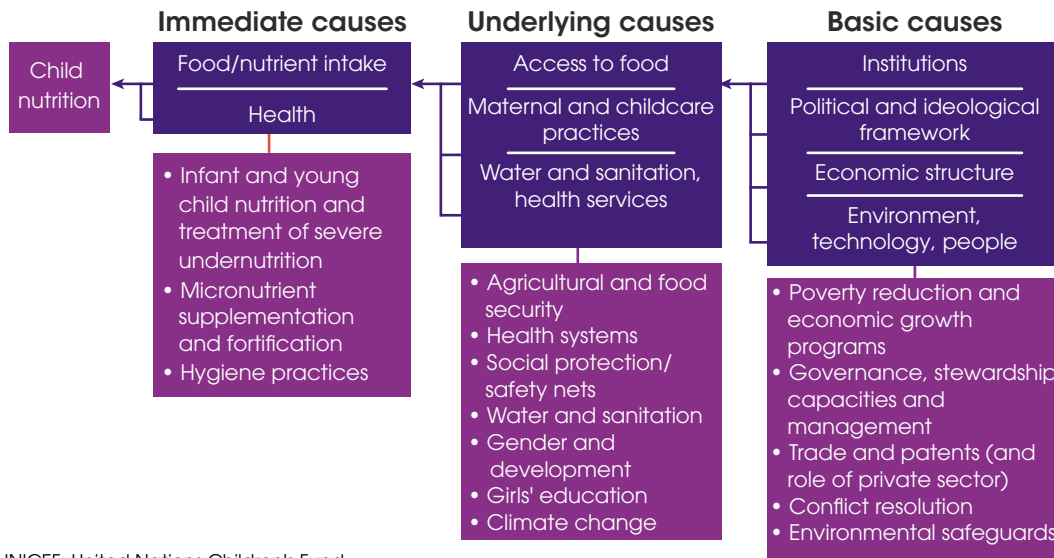 Immediate causes
Underlying causes
Basic causes
Child
nutrition
Food/nutrient intake
Health
Access to food
Maternal and childcare
practices
Water and sanitation,
health services
Institutions
Political and ideological
framework
Economic structure
Environment,
technology, people
• Infant and young
child nutrition and
treatment of severe
undernutrition
• Micronutrient
supplementation
and fortification
• Hygiene practices
• Agricultural and food
security
• Health systems
• Social protection/
safety nets
• Water and sanitation
• Gender and
development
• Girls' education
• Climate change
• Poverty reduction and
economic growth
programs
• Governance, stewardship
capacities and
management
• Trade and patents (and
role of private sector)
• Conflict resolution
• Environmental safeguards